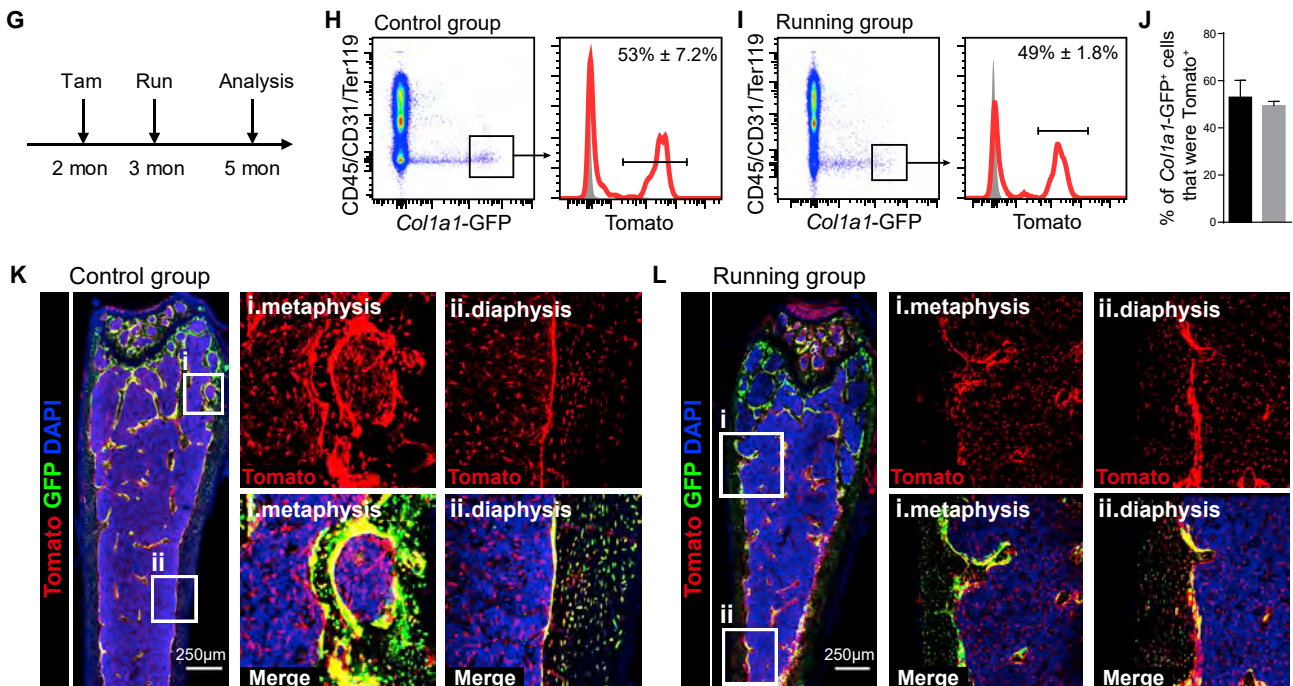 G
Tam
Run
Analysis
2 mon
3 mon
5 mon
H
Control group
CD45/CD31/Ter119
Col1a1-GFP
53% ± 7.2%
Tomato
I
Running group
CD45/CD31/Ter119
Col1a1-GFP
49% ± 1.8%
Tomato
J
% of Col1a1-GFP⁺ cells
that were Tomato⁺
80
60
40
20
0
K
Control group
Tomato GFP DAPI
i
ii
250µm
i.metaphysis
Tomato
ii.diaphysis
Tomato
i.metaphysis
Merge
ii.diaphysis
Merge
L
Running group
Tomato GFP DAPI
i
ii
250µm
i.metaphysis
Tomato
ii.diaphysis
Tomato
i.metaphysis
Merge
ii.diaphysis
Merge